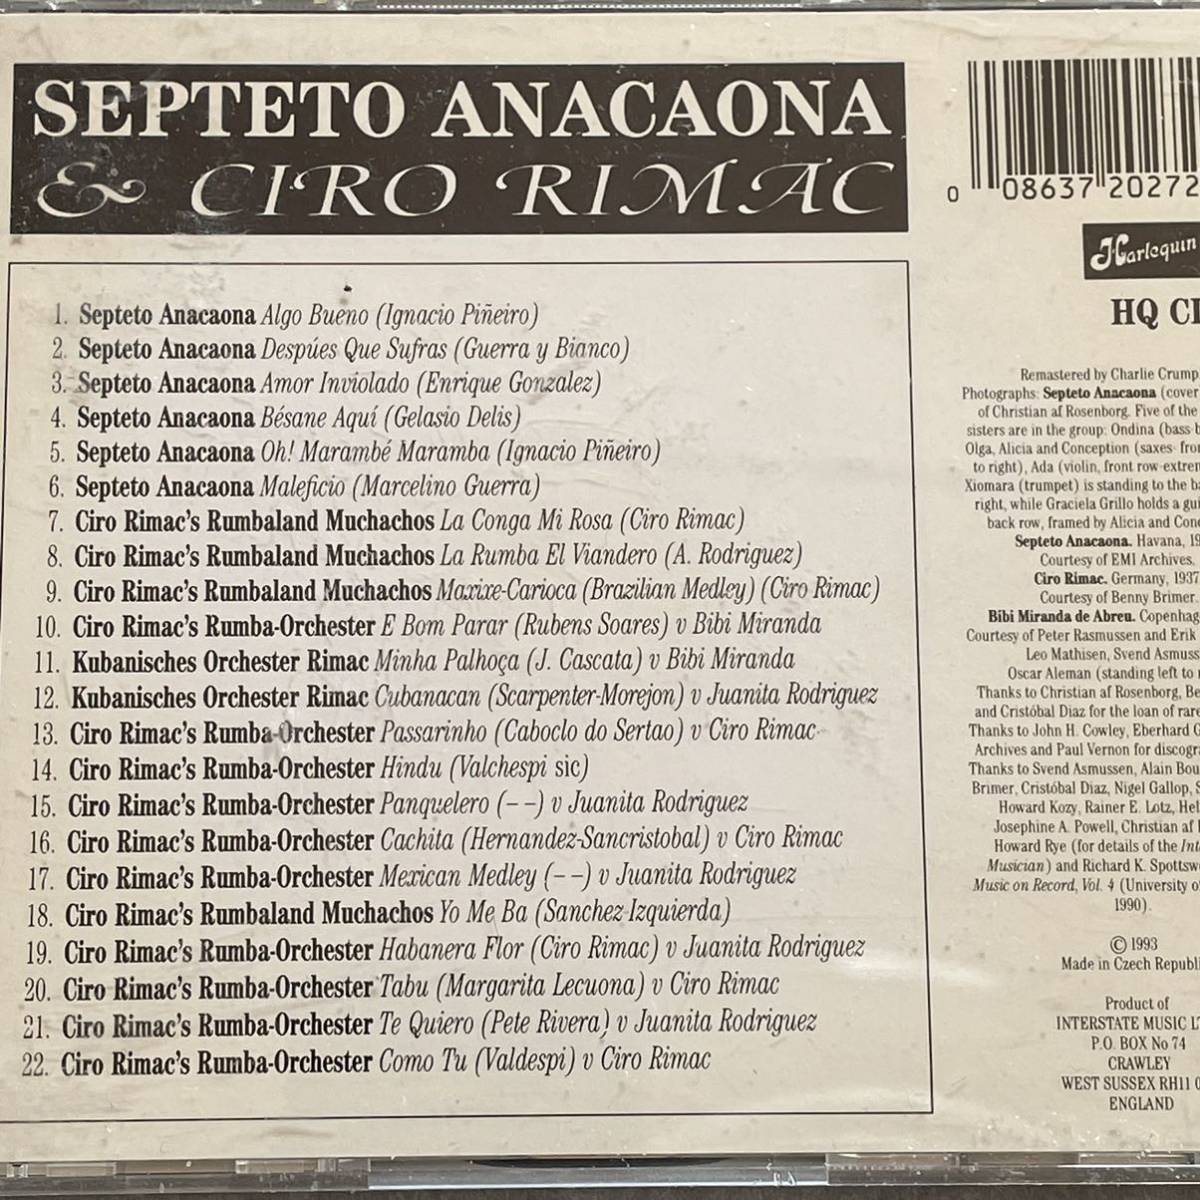 SEPTETO ANACAONA
& CIRO RIMAC
1. Septeto Anacaona Algo Bueno (Ignacio Piñeiro)
2. Septeto Anacaona Despúes Que Sufras (Guerra y Bianco)
3. Septeto Anacaona Amor Inviolado (Enrique Gonzalez)
4. Septeto Anacaona Bésane Aquí (Gelasio Delis)
5. Septeto Anacaona Oh! Marambé Maramba (Ignacio Piñeiro)
6. Septeto Anacaona Maleficio (Marcelino Guerra)
7. Ciro Rimac's Rumbaland Muchachos La Conga Mi Rosa (Ciro Rimac)
8. Ciro Rimac's Rumbaland Muchachos La Rumba El Viandero (A. Rodriguez)
9. Ciro Rimac's Rumbaland Muchachos Maxixe-Carioca (Brazilian Medley) (Ciro Rimac)
10. Ciro Rimac's Rumba-Orchester E Bom Parar (Rubens Soares) v Bibi Miranda
11. Kubanisches Orchester Rimac Minha Palhoça (J. Cascata) v Bibi Miranda
12. Kubanisches Orchester Rimac Cubanacan (Scarpenter-Morejon) v Juanita Rodriguez
13. Ciro Rimac's Rumba-Orchester Passarinho (Caboclo do Sertao) v Ciro Rimac
14. Ciro Rimac's Rumba-Orchester Hindu (Valchespi sic)
15. Ciro Rimac's Rumba-Orchester Panquelero (– –) v Juanita Rodriguez
16. Ciro Rimac's Rumba-Orchester Cachita (Hernandez-Sancristobal) v Ciro Rimac
17. Ciro Rimac's Rumba-Orchester Mexican Medley (– –) v Juanita Rodriguez
18. Ciro Rimac's Rumbaland Muchachos Yo Me Ba (Sanchez-Izquierda)
19. Ciro Rimac's Rumba-Orchester Habanera Flor (Ciro Rimac) v Juanita Rodriguez
20. Ciro Rimac's Rumba-Orchester Tabu (Margarita Lecuona) v Ciro Rimac
21. Ciro Rimac's Rumba-Orchester Te Quiero (Pete Rivera) v Juanita Rodriguez
22. Ciro Rimac's Rumba-Orchester Como Tu (Valdespi) v Ciro Rimac
0 08637 20272
Harlequin
HQ C
Remastered by Charlie Crump
Photographs: Septeto Anacaona (cover
of Christian af Rosenborg. Five of the
sisters are in the group: Ondina (bass-b
Olga, Alicia and Conception (saxes- fro
to right), Ada (violin, front row-extrem
Xiomara (trumpet) is standing to the ba
right, while Graciela Grillo holds a gui
back row, framed by Alicia and Conc
Septeto Anacaona. Havana, 19
Courtesy of EMI Archives.
Ciro Rimac. Germany, 1937
Courtesy of Benny Brimer.
Bibi Miranda de Abreu. Copenhag
Courtesy of Peter Rasmussen and Erik
Leo Mathisen, Svend Asmuss
Oscar Aleman (standing left to
Thanks to Christian af Rosenborg, Be
and Cristóbal Diaz for the loan of rare
Thanks to John H. Cowley, Eberhard G
Archives and Paul Vernon for discogra
Thanks to Svend Asmussen, Alain Bou
Brimer, Cristóbal Diaz, Nigel Gallop, S
Howard Kozy, Rainer E. Lotz, Hel
Josephine A. Powell, Christian af
Howard Rye (for details of the Int
Musician) and Richard K. Spottsw
Music on Record, Vol. 4 (University o
1990).
© 1993
Made in Czech Republi
Product of
INTERSTATE MUSIC LT
P.O. BOX No 74
CRAWLEY
WEST SUSSEX RH11 0
ENGLAND